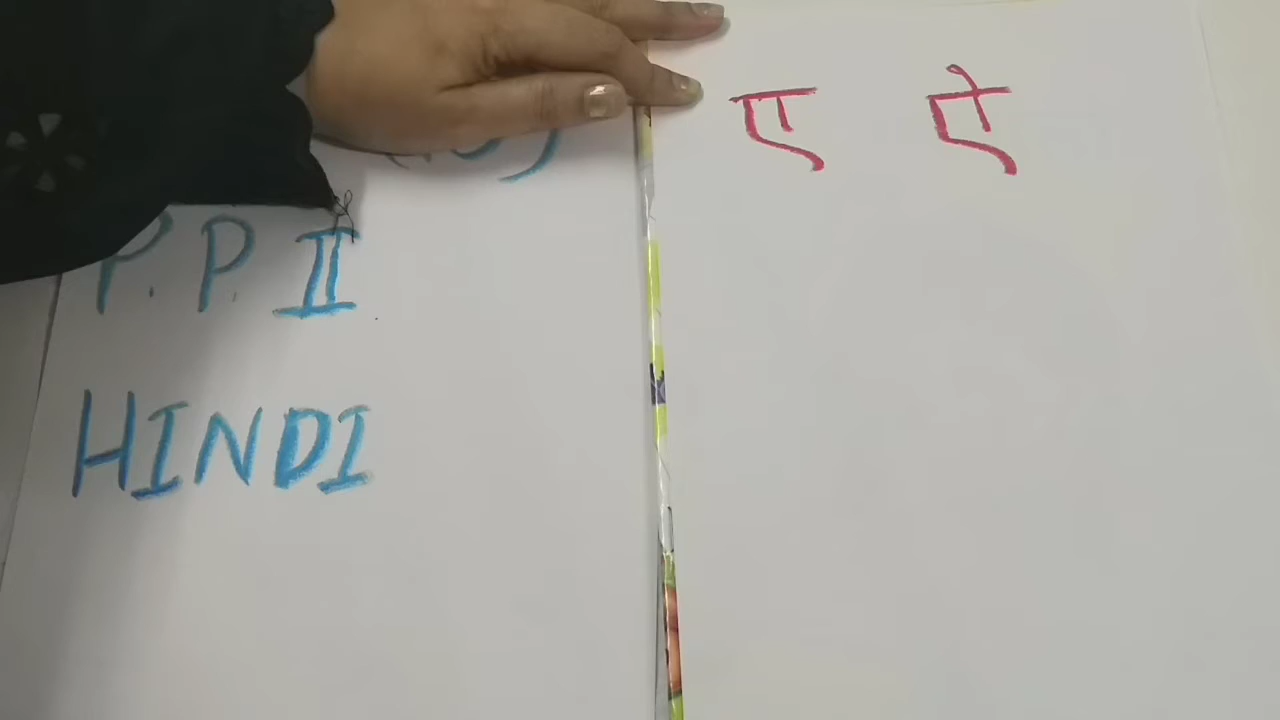 P. P. II
HINDI
ए ऐ